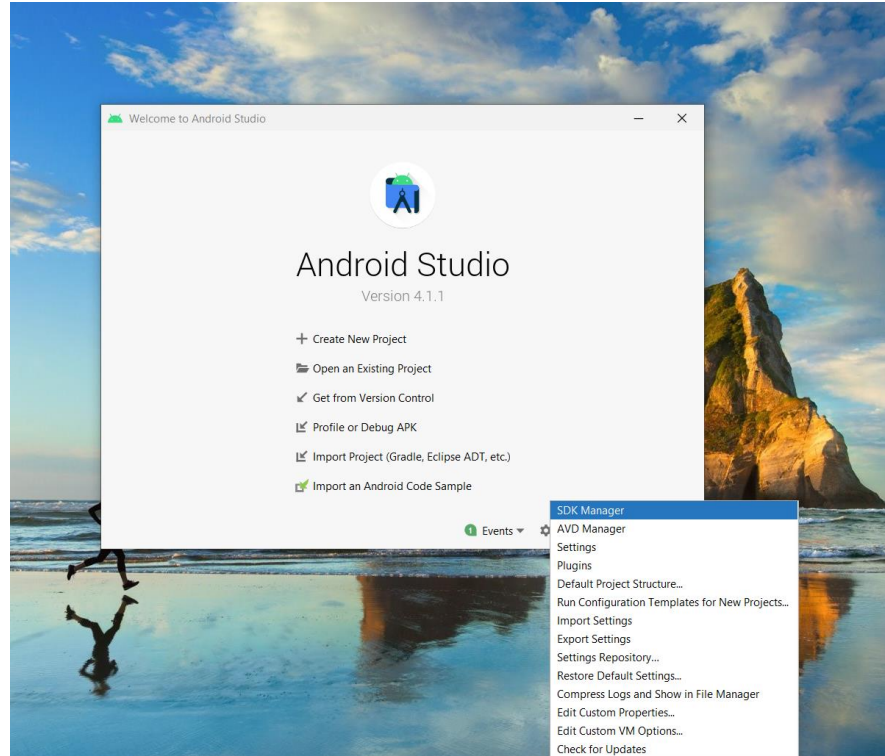 Welcome to Android Studio
Android Studio
Version 4.1.1
Create New Project
Open an Existing Project
Get from Version Control
Profile or Debug APK
Import Project (Gradle, Eclipse ADT, etc.)
Import an Android Code Sample
1 Events
SDK Manager
AVD Manager
Settings
Plugins
Default Project Structure...
Run Configuration Templates for New Projects...
Import Settings
Export Settings
Settings Repository...
Restore Default Settings...
Compress Logs and Show in File Manager
Edit Custom Properties...
Edit Custom VM Options...
Check for Updates